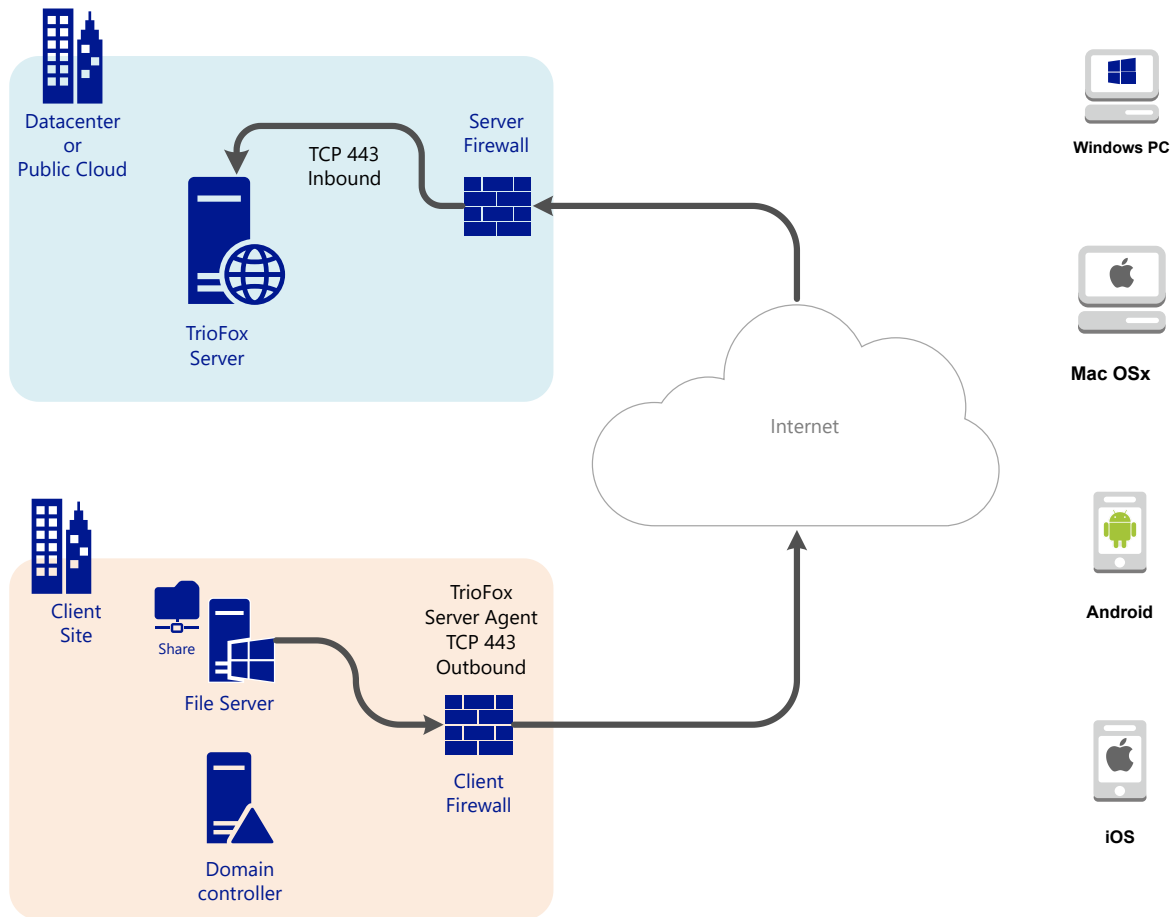 Datacenter
or
Public Cloud
TCP 443
Inbound
Server
Firewall
TrioFox
Server
Internet
Windows PC
Mac OSx
Android
iOS
Client
Site
Share
File Server
TrioFox
Server Agent
TCP 443
Outbound
Client
Firewall
Domain
controller